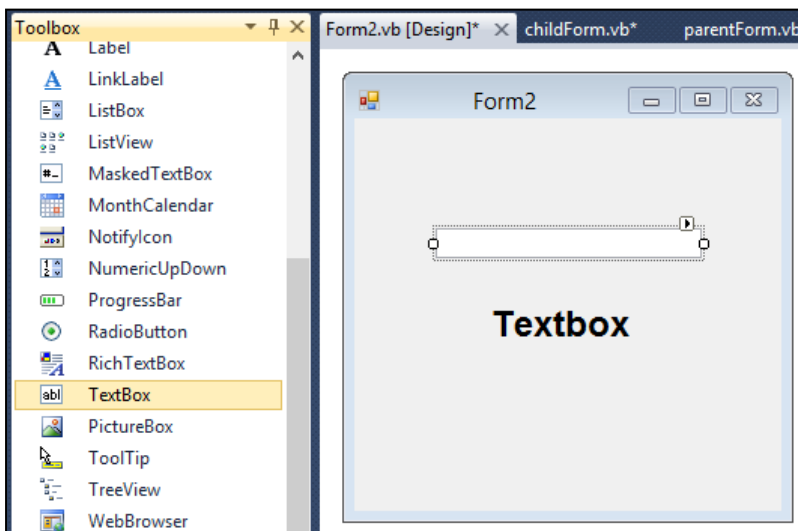 Toolbox
Label
LinkLabel
ListBox
ListView
MaskedTextBox
MonthCalendar
NotifyIcon
NumericUpDown
ProgressBar
RadioButton
RichTextBox
abl TextBox
PictureBox
ToolTip
TreeView
WebBrowser
Form2.vb [Design]* childForm.vb* parentForm.vb
Form2
Textbox